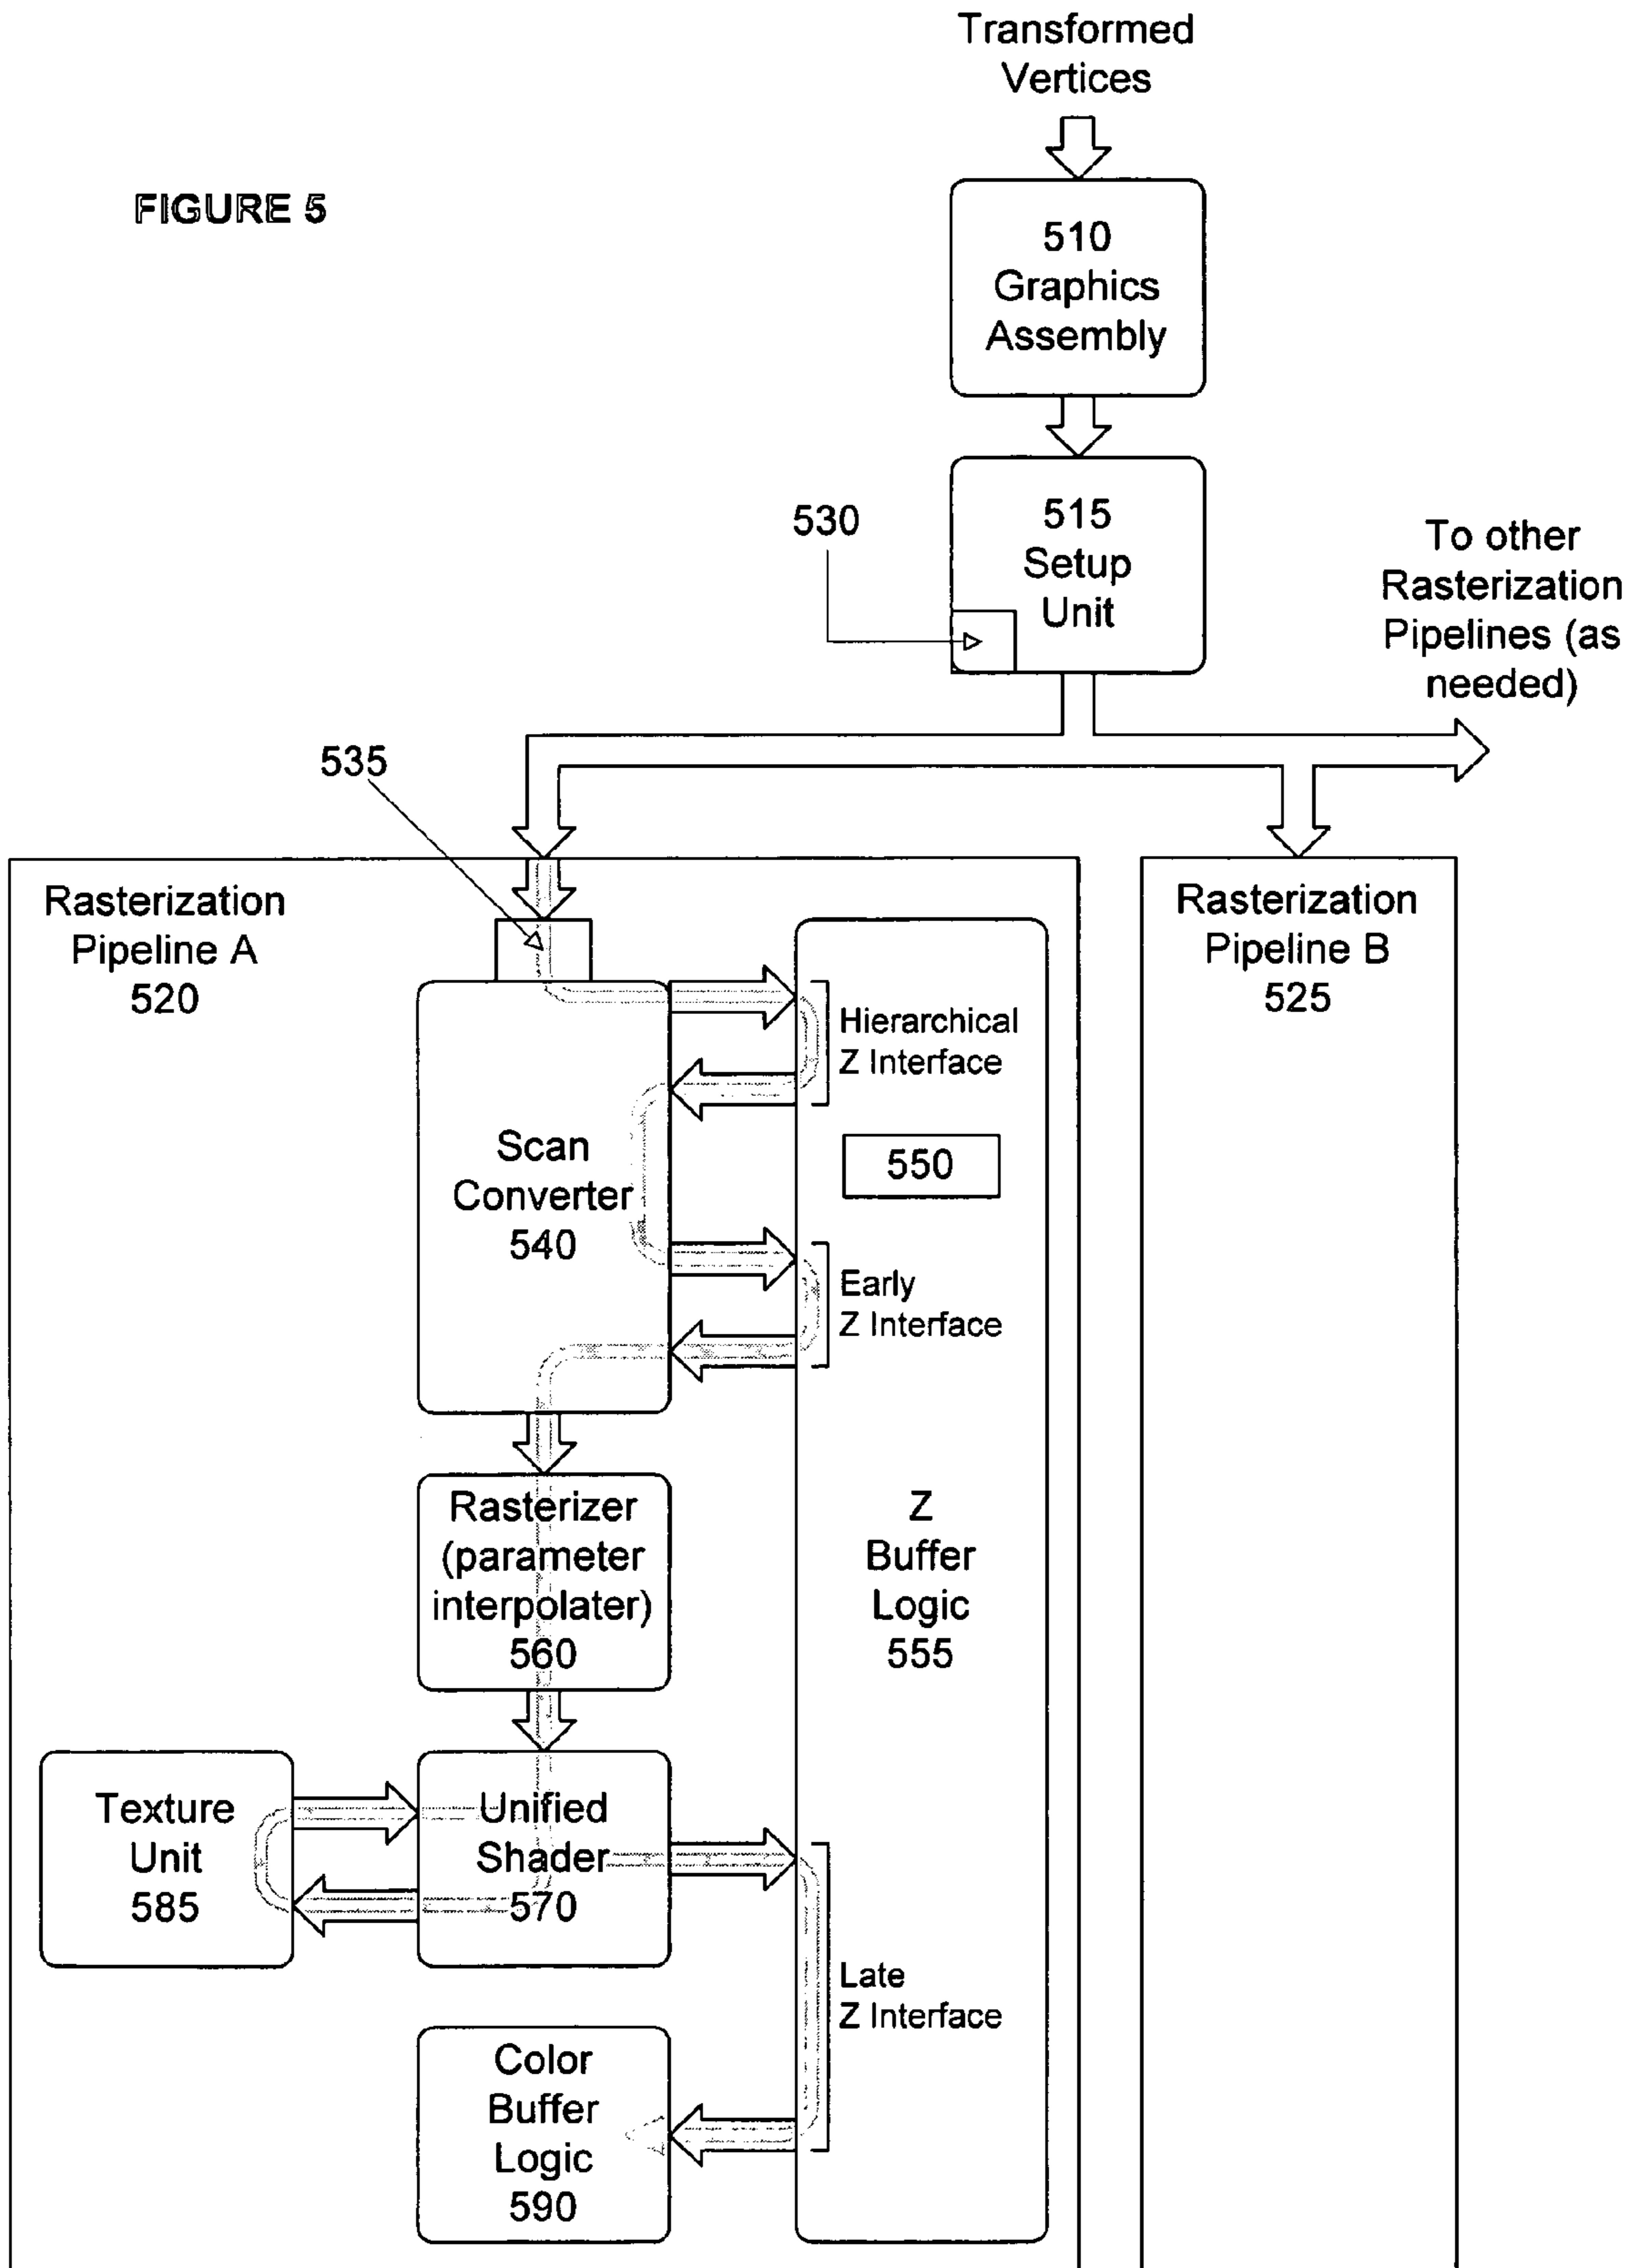 Transformed
Vertices
FIGURE 5
510
Graphics
Assembly
530
515
Setup
Unit
To other
Rasterization
Pipelines (as
needed)
535
Rasterization
Pipeline A
520
Rasterization
Pipeline B
525
Hierarchical
Z Interface
Scan
Converter
540
550
Early
Z Interface
Rasterizer
(parameter
interpolater)
560
Z
Buffer
Logic
555
Texture
Unit
585
Unified
Shader
570
Late
Z Interface
Color
Buffer
Logic
590